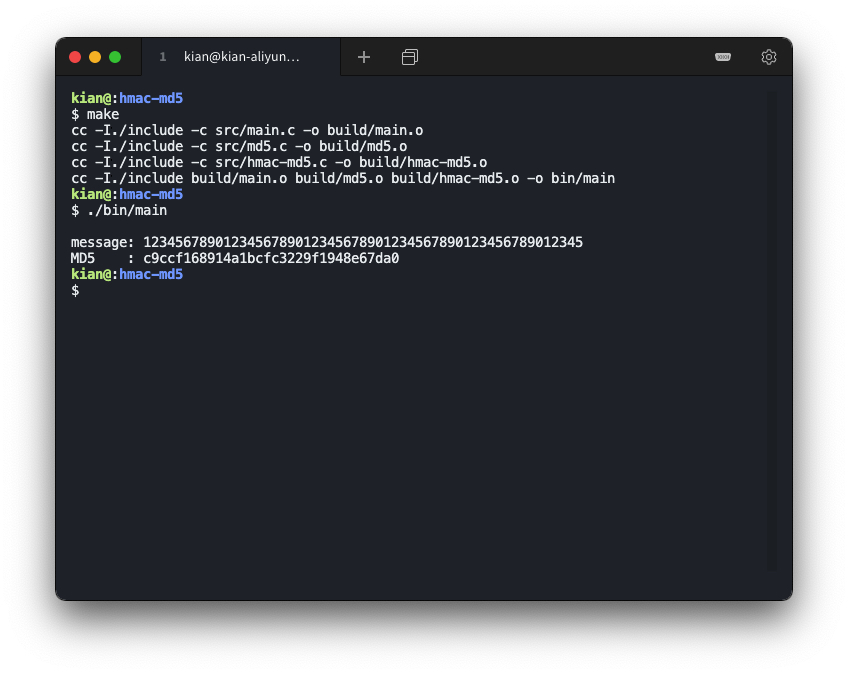 1 kian@kian-aliyun...
kian@:hmac-md5
$ make
cc -I./include -c src/main.c -o build/main.o
cc -I./include -c src/md5.c -o build/md5.o
cc -I./include -c src/hmac-md5.c -o build/hmac-md5.o
cc -I./include build/main.o build/md5.o build/hmac-md5.o -o bin/main
kian@:hmac-md5
$ ./bin/main
message: 1234567890123456789012345678901234567890123456789012345
MD5    : c9ccf168914a1bcfc3229f1948e67da0
kian@:hmac-md5
$